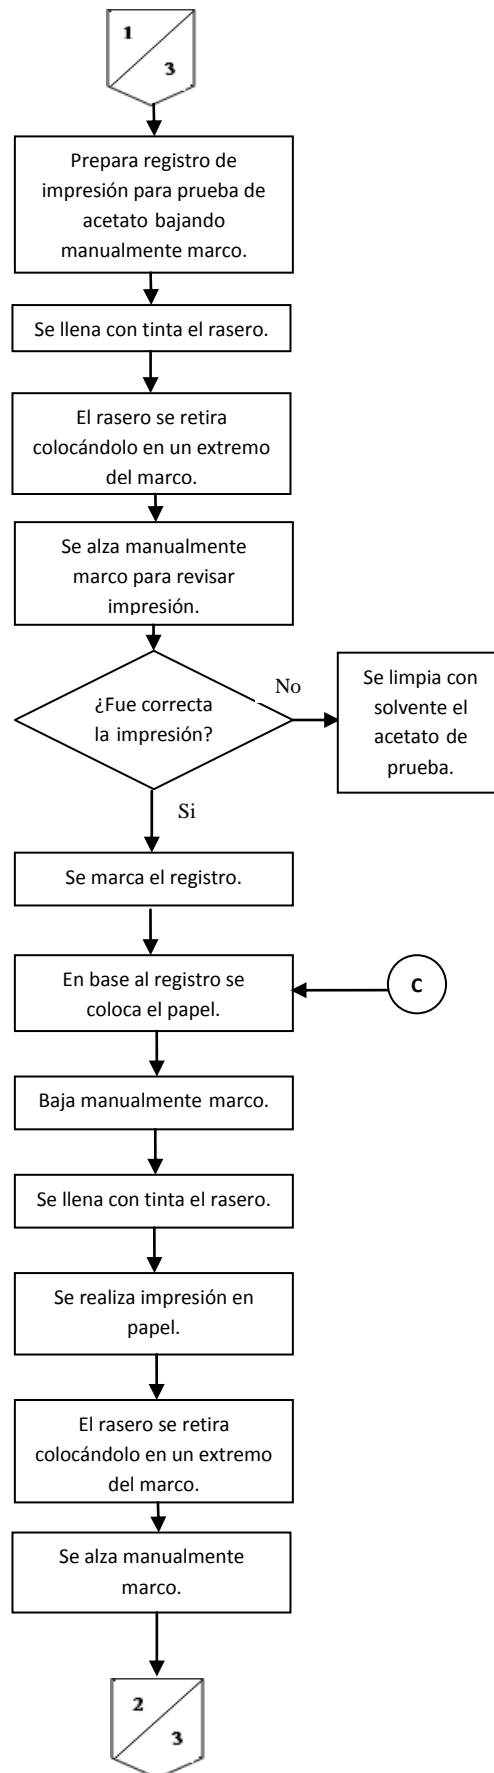 1
3
Prepara registro de
impresión para prueba de
acetato bajando
manualmente marco.
Se llena con tinta el rasero.
El rasero se retira
colocándolo en un extremo
del marco.
Se alza manualmente
marco para revisar
impresión.
¿Fue correcta
la impresión?
No
Se limpia con
solvente el
acetato de
prueba.
Si
Se marca el registro.
En base al registro se
coloca el papel.
C
Baja manualmente marco.
Se llena con tinta el rasero.
Se realiza impresión en
papel.
El rasero se retira
colocándolo en un extremo
del marco.
Se alza manualmente
marco.
2
3